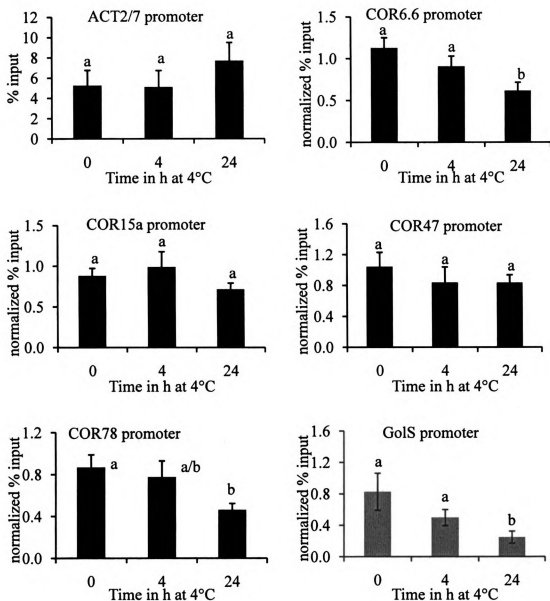 ACT2/7 promoter
% input
12
10
8
6
4
2
0
a
a
a
0
4
24
Time in h at 4°C
COR6.6 promoter
normalized % input
1.5
1.0
0.5
0.0
a
a
b
0
4
24
Time in h at 4°C
COR15a promoter
normalized % input
1.5
1.0
0.5
0.0
a
a
a
0
4
24
Time in h at 4°C
COR47 promoter
normalized % input
1.6
1.2
0.8
0.4
0.0
a
a
a
0
4
24
Time in h at 4°C
COR78 promoter
normalized % input
1.2
0.8
0.4
0.0
a
a/b
b
0
4
24
Time in h at 4°C
GolS promoter
normalized % input
1.6
1.2
0.8
0.4
0.0
a
a
b
0
4
24
Time in h at 4°C